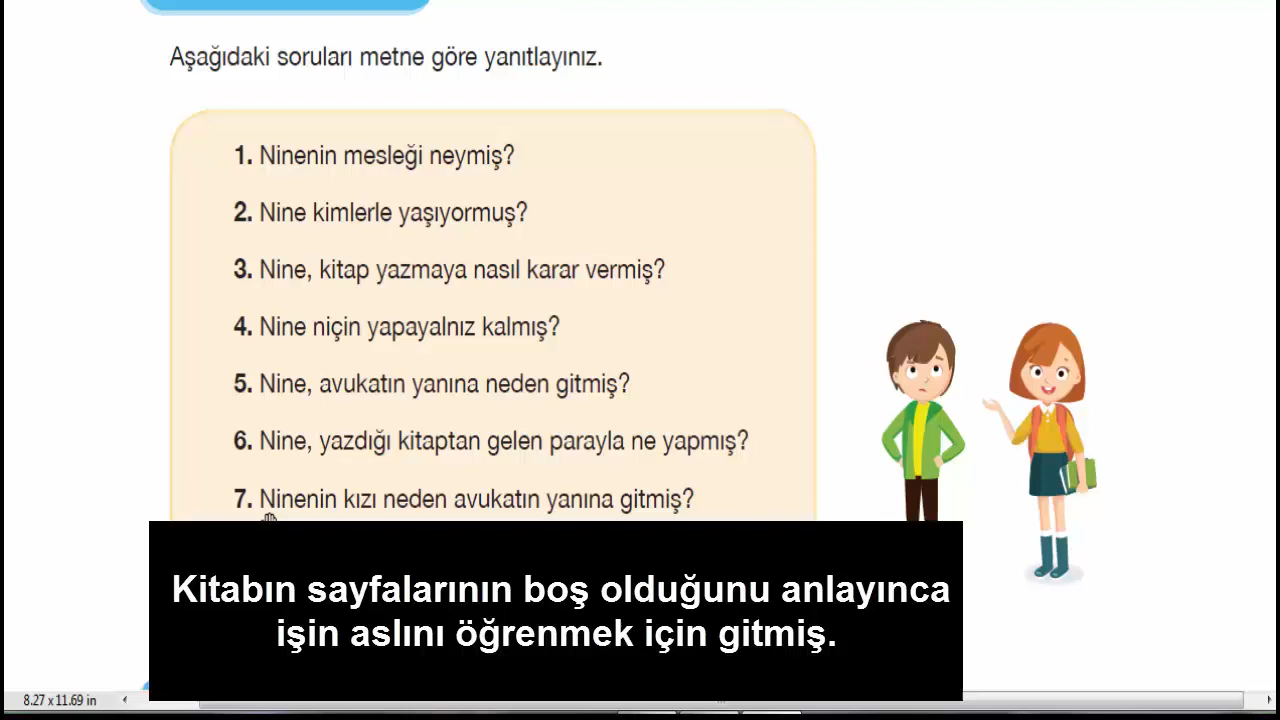 Aşağıdaki soruları metne göre yanıtlayınız.
1. Ninenin mesleği neymiş?
2. Nine kimlerle yaşıyormuş?
3. Nine, kitap yazmaya nasıl karar vermiş?
4. Nine niçin yapayalnız kalmış?
5. Nine, avukatın yanına neden gitmiş?
6. Nine, yazdığı kitaptan gelen parayla ne yapmış?
7. Ninenin kızı neden avukatın yanına gitmiş?
Kitabın sayfalarının boş olduğunu anlayınca
işin aslını öğrenmek için gitmiş.
8.27 x 11.69 in